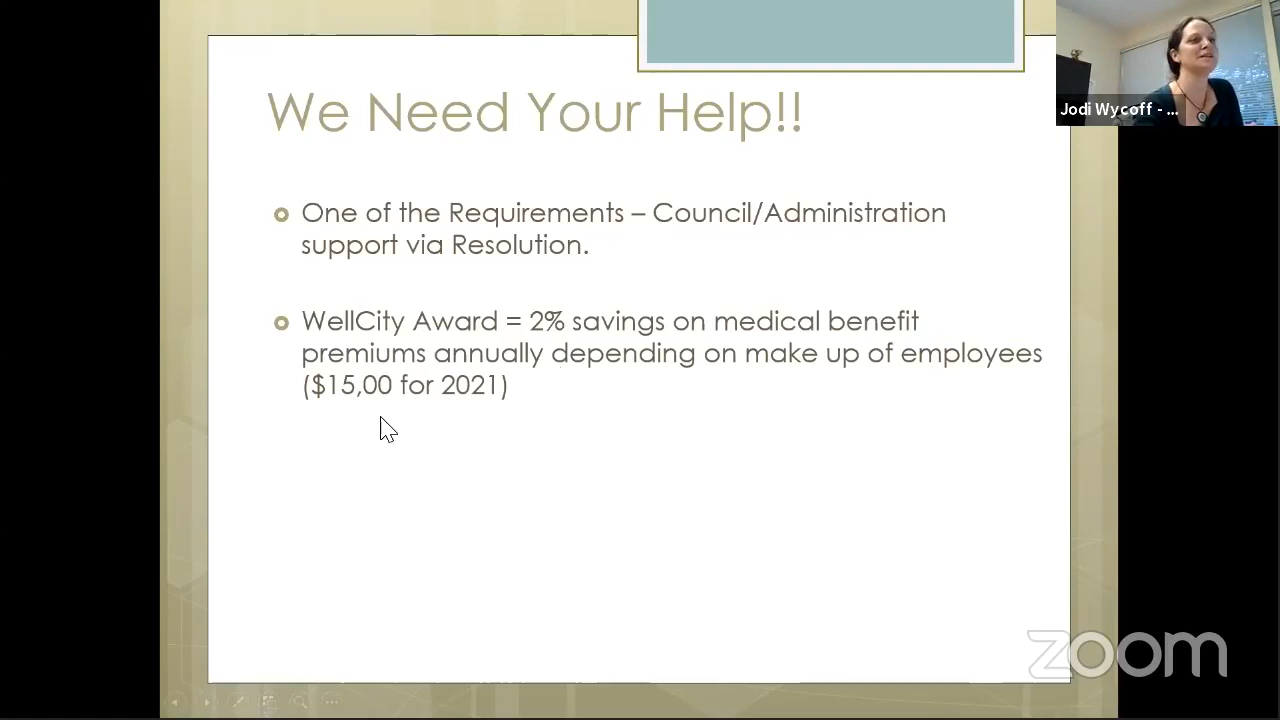 We Need Your Help!!
One of the Requirements – Council/Administration
support via Resolution.
WellCity Award = 2% savings on medical benefit
premiums annually depending on make up of employees
($15,00 for 2021)
Jodi Wycoff - ...
zoom